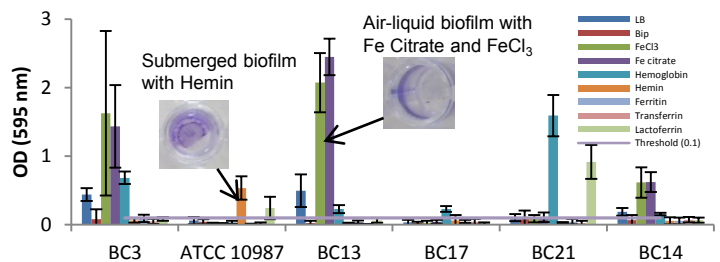 Air-liquid biofilm with
Fe Citrate and FeCl3
Submerged biofilm
with Hemin
OD (595 nm)
3
2
1
0
BC3 ATCC 10987 BC13 BC17 BC21 BC14
LB
Bip
FeCl3
Fe citrate
Hemoglobin
Hemin
Ferritin
Transferrin
Lactoferrin
Threshold (0.1)